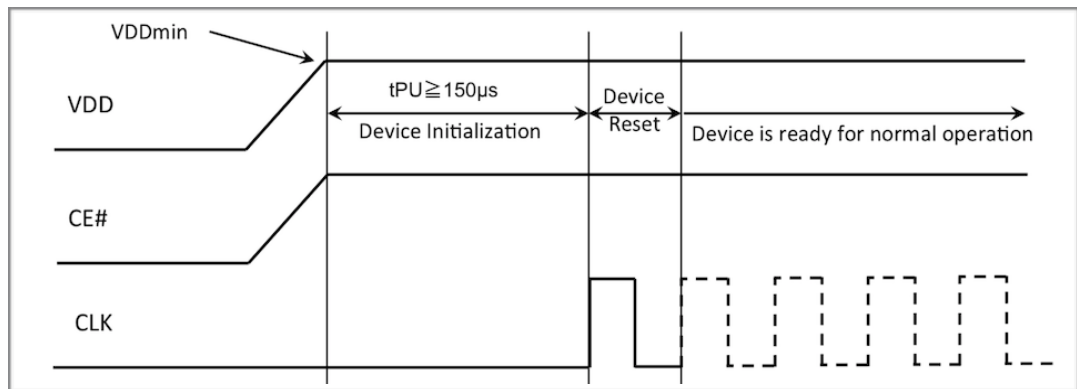 VDDmin
VDD
tPU≧150µs
Device Initialization
Device
Reset
Device is ready for normal operation
CE#
CLK